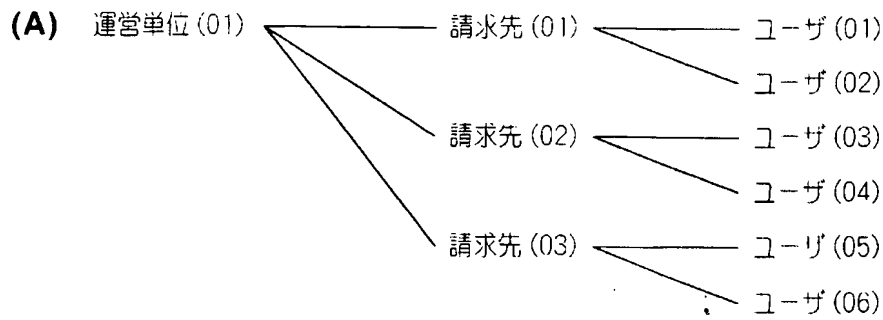 (A) 運営単位(01) 請求先(01) ユーザ(01)
ユーザ(02)
請求先(02) ユーザ(03)
ユーザ(04)
請求先(03) ユーザ(05)
ユーザ(06)